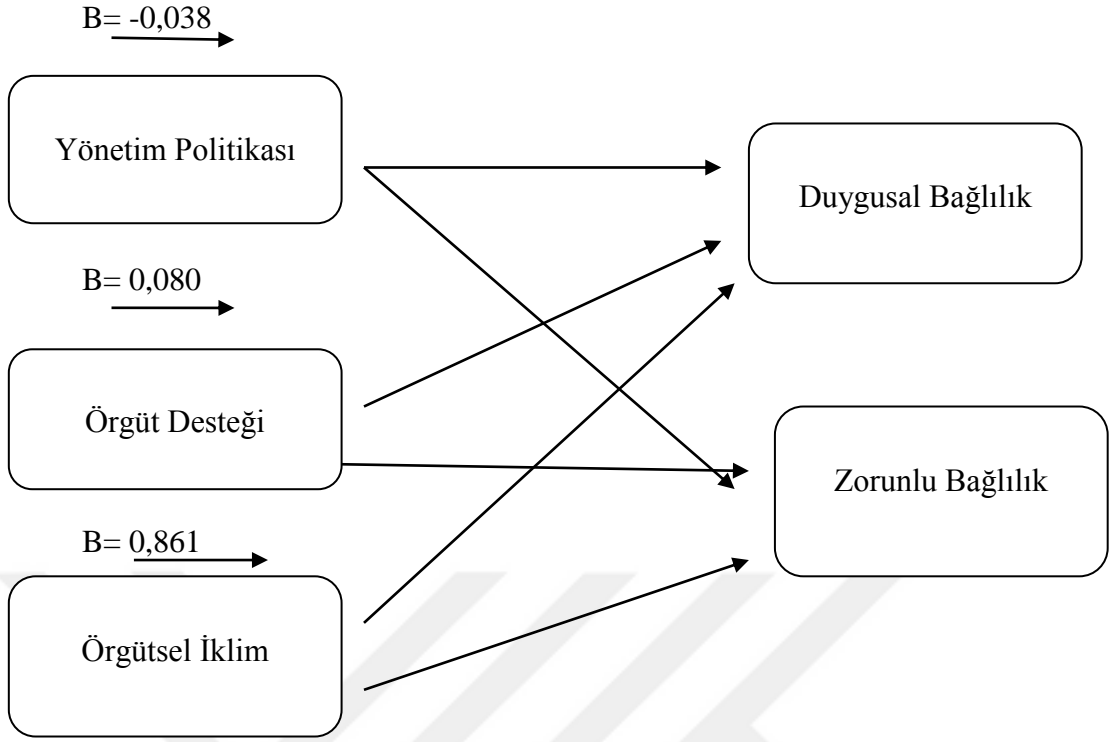 B= -0,038
Yönetim Politikası
Duygusal Bağlılık
B= 0,080
Örgüt Desteği
Zorunlu Bağlılık
B= 0,861
Örgütsel İklim